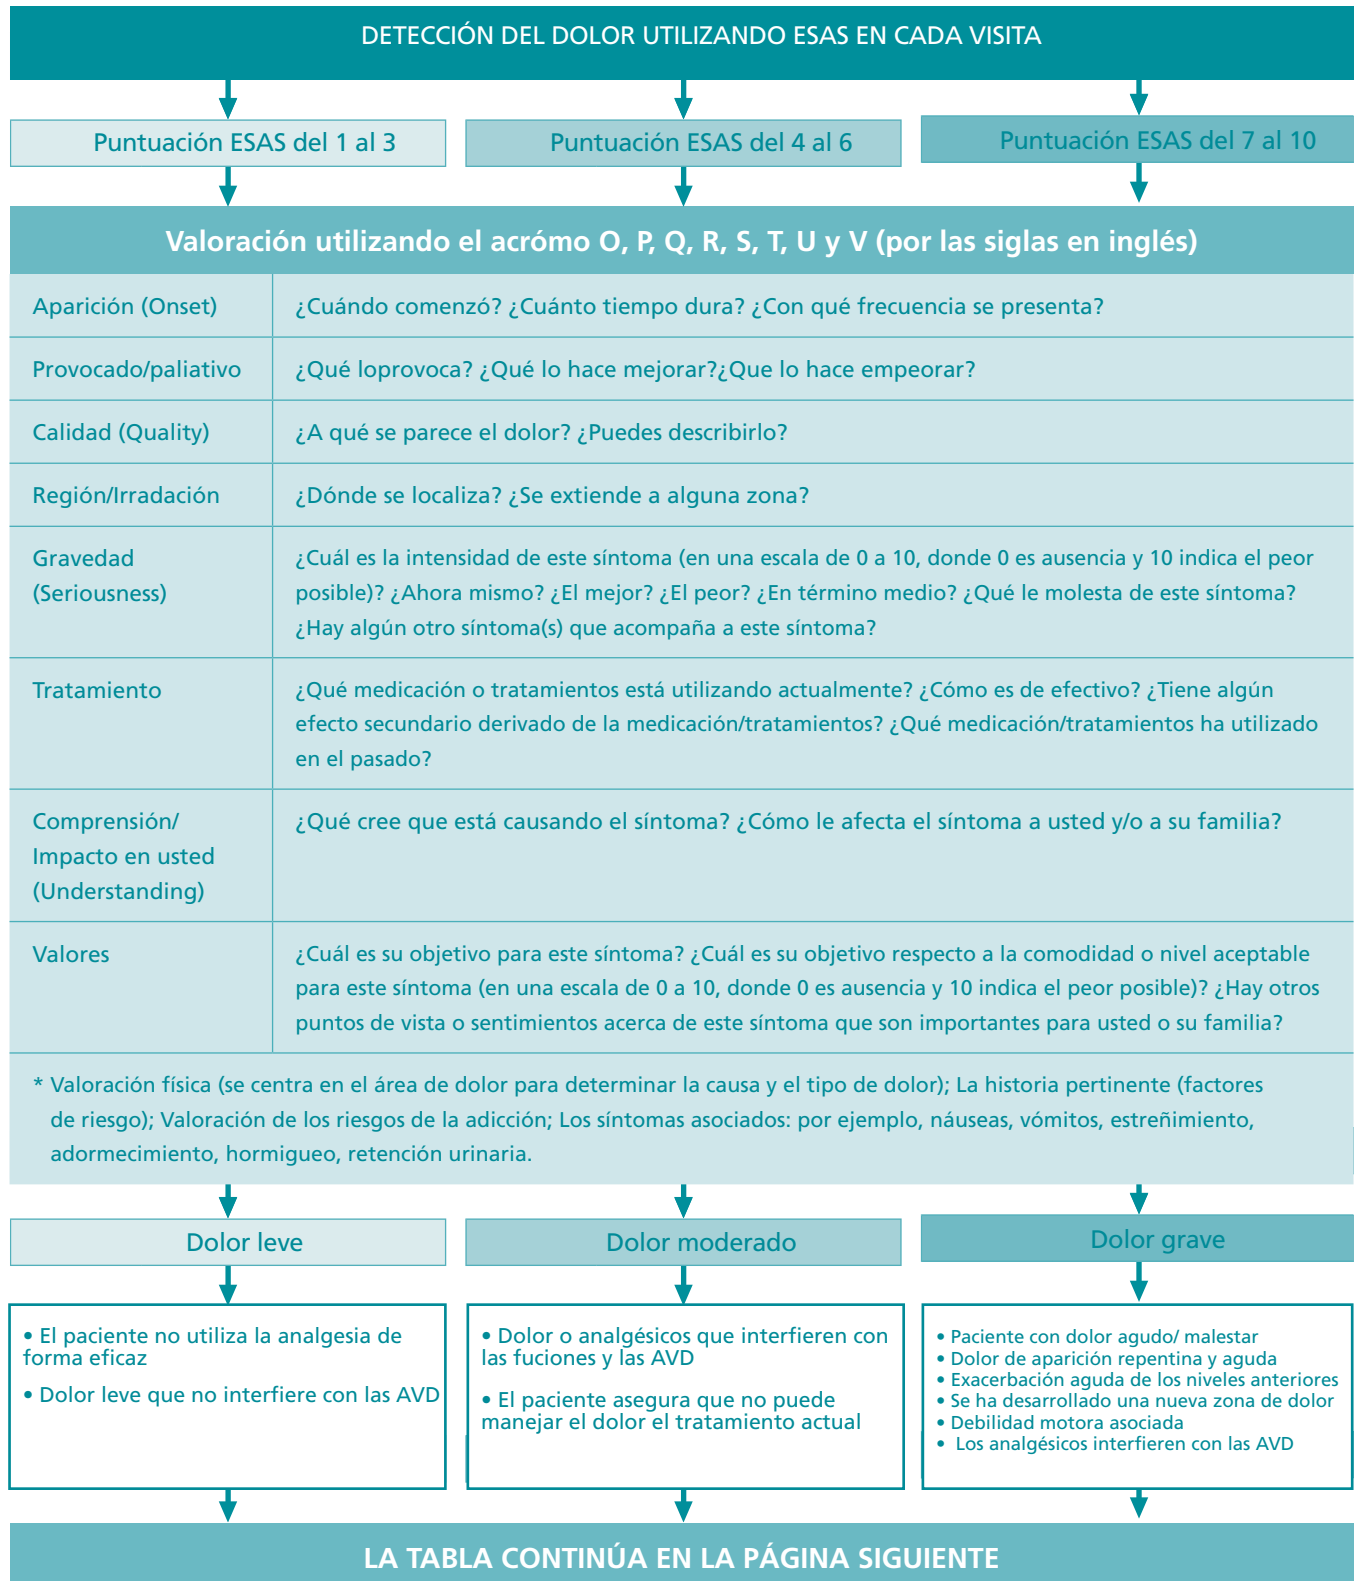 DETECCIÓN DEL DOLOR UTILIZANDO ESAS EN CADA VISITA
Puntuación ESAS del 1 al 3
Puntuación ESAS del 4 al 6
Puntuación ESAS del 7 al 10
Valoración utilizando el acrómo O, P, Q, R, S, T, U y V (por las siglas en inglés)
Aparición (Onset)
¿Cuándo comenzó? ¿Cuánto tiempo dura? ¿Con qué frecuencia se presenta?
Provocado/paliativo
¿Qué loprovoca? ¿Qué lo hace mejorar?¿Que lo hace empeorar?
Calidad (Quality)
¿A qué se parece el dolor? ¿Puedes describirlo?
Región/Irradación
¿Dónde se localiza? ¿Se extiende a alguna zona?
Gravedad
(Seriousness)
¿Cuál es la intensidad de este síntoma (en una escala de 0 a 10, donde 0 es ausencia y 10 indica el peor
posible)? ¿Ahora mismo? ¿El mejor? ¿El peor? ¿En término medio? ¿Qué le molesta de este síntoma?
¿Hay algún otro síntoma(s) que acompaña a este síntoma?
Tratamiento
¿Qué medicación o tratamientos está utilizando actualmente? ¿Cómo es de efectivo? ¿Tiene algún
efecto secundario derivado de la medicación/tratamientos? ¿Qué medicación/tratamientos ha utilizado
en el pasado?
Comprensión/
Impacto en usted
(Understanding)
¿Qué cree que está causando el síntoma? ¿Cómo le afecta el síntoma a usted y/o a su familia?
Valores
¿Cuál es su objetivo para este síntoma? ¿Cuál es su objetivo respecto a la comodidad o nivel aceptable
para este síntoma (en una escala de 0 a 10, donde 0 es ausencia y 10 indica el peor posible)? ¿Hay otros
puntos de vista o sentimientos acerca de este síntoma que son importantes para usted o su familia?
* Valoración física (se centra en el área de dolor para determinar la causa y el tipo de dolor); La historia pertinente (factores
de riesgo); Valoración de los riesgos de la adicción; Los síntomas asociados: por ejemplo, náuseas, vómitos, estreñimiento,
adormecimiento, hormigueo, retención urinaria.
Dolor leve
Dolor moderado
Dolor grave
• El paciente no utiliza la analgesia de
forma eficaz
• Dolor leve que no interfiere con las AVD
• Dolor o analgésicos que interfieren con
las fuciones y las AVD
• El paciente asegura que no puede
manejar el dolor el tratamiento actual
• Paciente con dolor agudo/ malestar
• Dolor de aparición repentina y aguda
• Exacerbación aguda de los niveles anteriores
• Se ha desarrollado una nueva zona de dolor
• Debilidad motora asociada
• Los analgésicos interfieren con las AVD
LA TABLA CONTINÚA EN LA PÁGINA SIGUIENTE